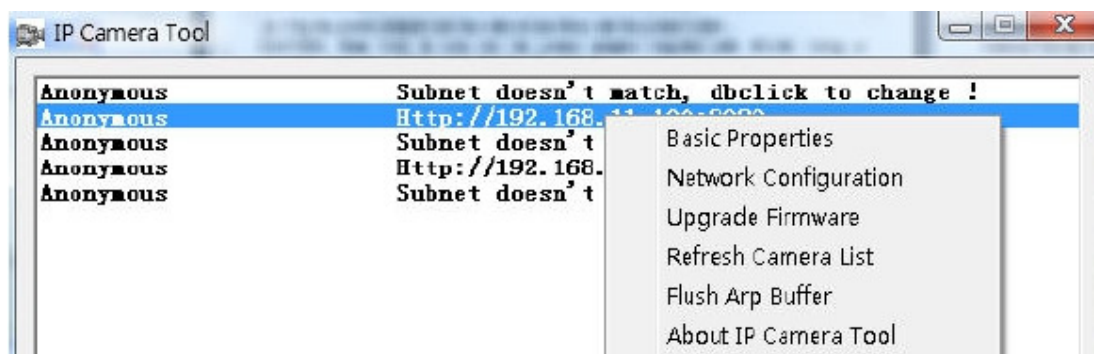 IP Camera Tool
Anonymous Subnet doesn't match, dbclick to change !
Anonymous Http://192.168.
Anonymous Subnet doesn't
Anonymous Http://192.168.
Anonymous Subnet doesn't
Basic Properties
Network Configuration
Upgrade Firmware
Refresh Camera List
Flush Arp Buffer
About IP Camera Tool